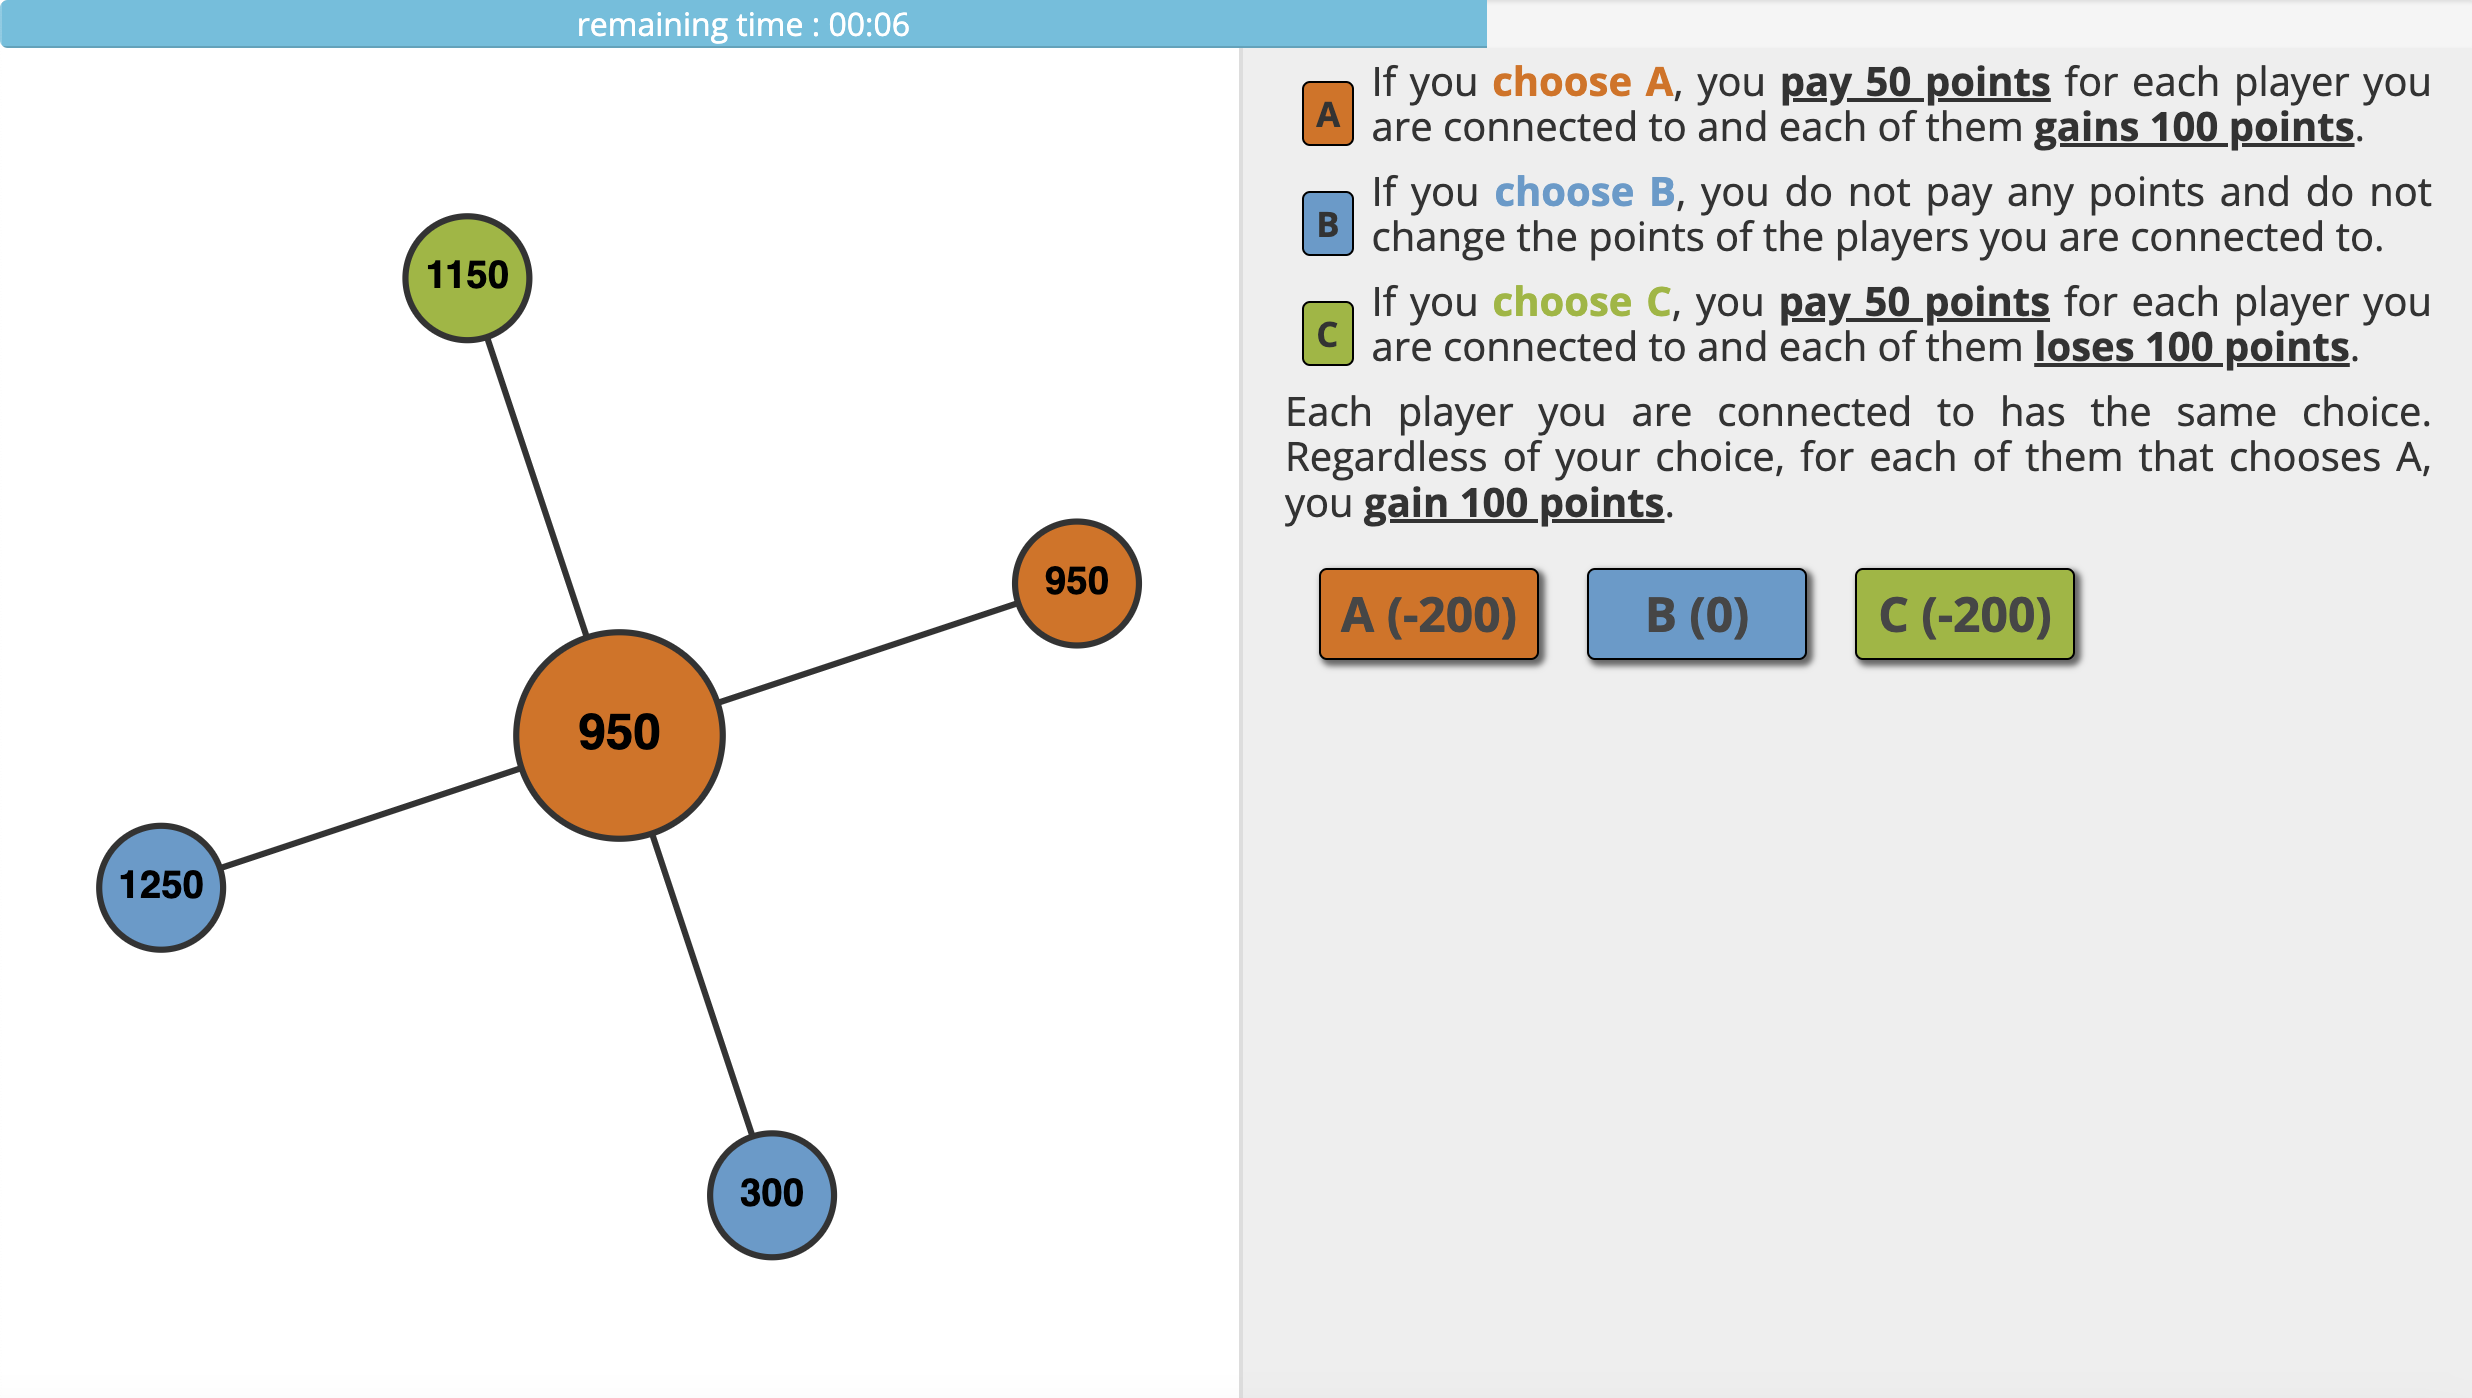 remaining time : 00:06
1150
950
950
1250
300
A
If you choose A, you pay 50 points for each player you
are connected to and each of them gains 100 points.
B
If you choose B, you do not pay any points and do not
change the points of the players you are connected to.
C
If you choose C, you pay 50 points for each player you
are connected to and each of them loses 100 points.
Each player you are connected to has the same choice.
Regardless of your choice, for each of them that chooses A,
you gain 100 points.
A (-200)
B (0)
C (-200)